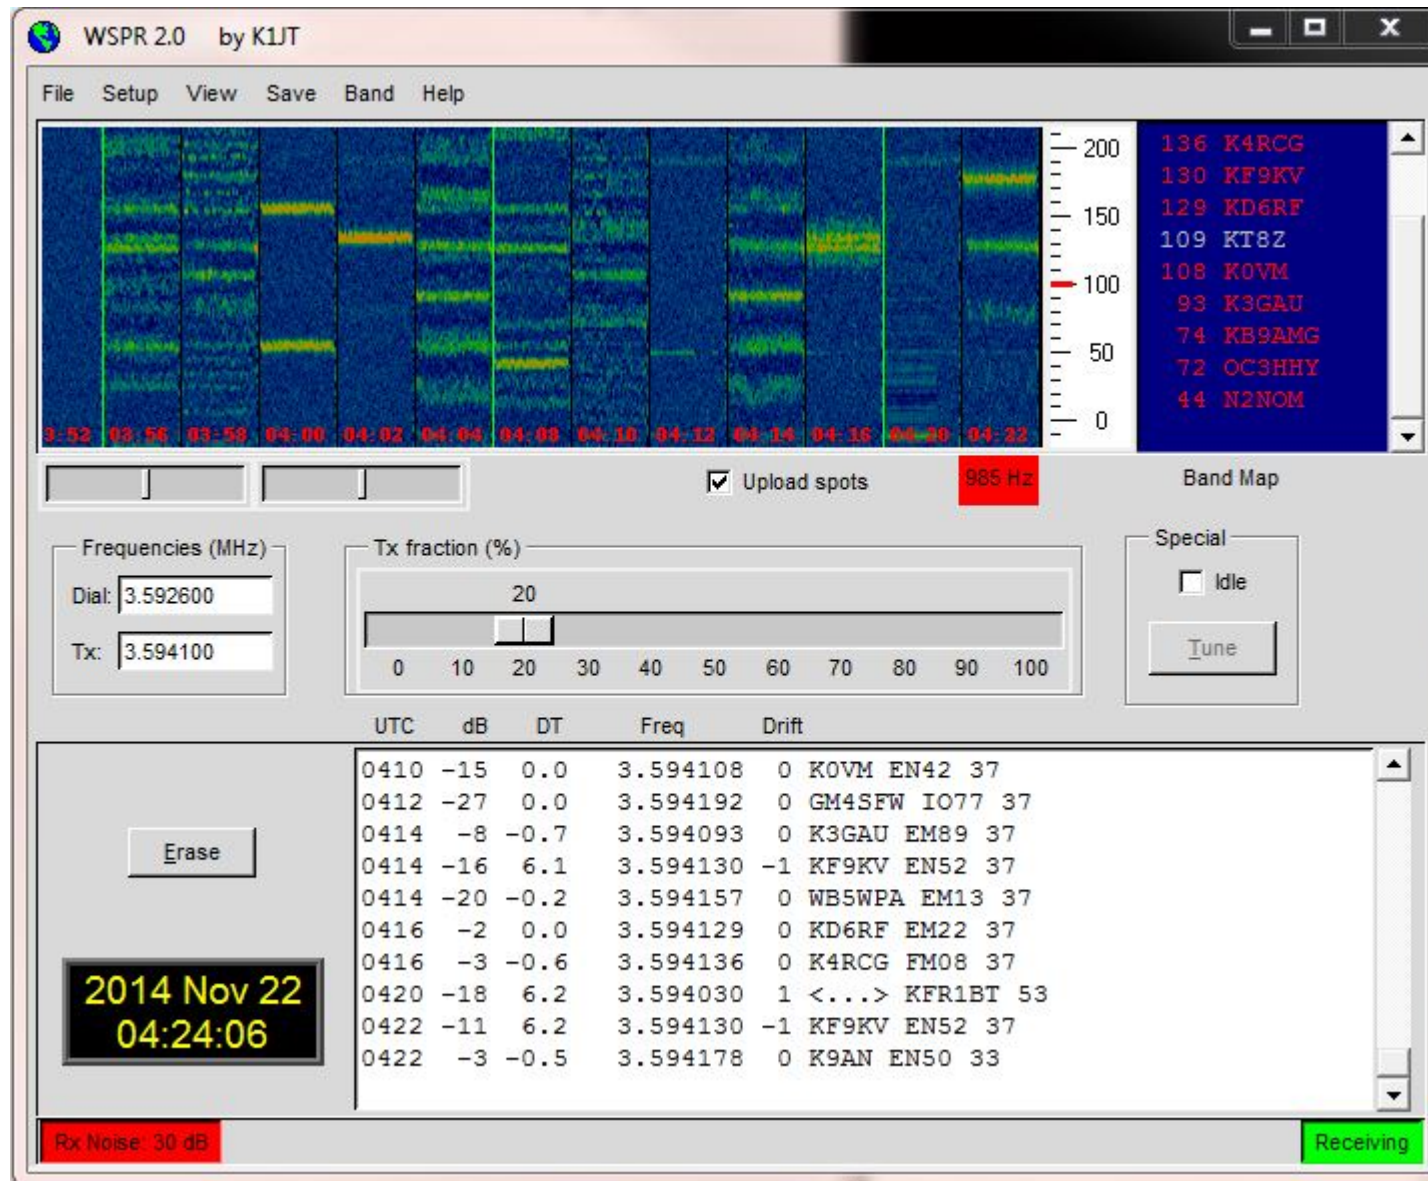 WSPR 2.0 by K1JT
File Setup View Save Band Help
200
150
100
50
0
136 K4RCG
130 KF9KV
129 KD6RF
109 KT8Z
108 K0VM
93 K3GAU
74 KB9AMG
72 OC3HHY
44 N2NOM
3:52 03:56 03:58 04:00 04:02 04:04 04:08 04:10 04:12 04:14 04:16 04:20 04:22
Upload spots
985 Hz
Band Map
Frequencies (MHz)
Dial: 3.592600
Tx: 3.594100
Tx fraction (%)
20
0 10 20 30 40 50 60 70 80 90 100
Special
Idle
Tune
UTC dB DT Freq Drift
0410 -15 0.0 3.594108 0 K0VM EN42 37
0412 -27 0.0 3.594192 0 GM4SFW IO77 37
0414 -8 -0.7 3.594093 0 K3GAU EM89 37
0414 -16 6.1 3.594130 -1 KF9KV EN52 37
0414 -20 -0.2 3.594157 0 WB5WPA EM13 37
0416 -2 0.0 3.594129 0 KD6RF EM22 37
0416 -3 -0.6 3.594136 0 K4RCG FM08 37
0420 -18 6.2 3.594030 1 <...> KFR1BT 53
0422 -11 6.2 3.594130 -1 KF9KV EN52 37
0422 -3 -0.5 3.594178 0 K9AN EN50 33
Erase
2014 Nov 22
04:24:06
Rx Noise: 30 dB
Receiving